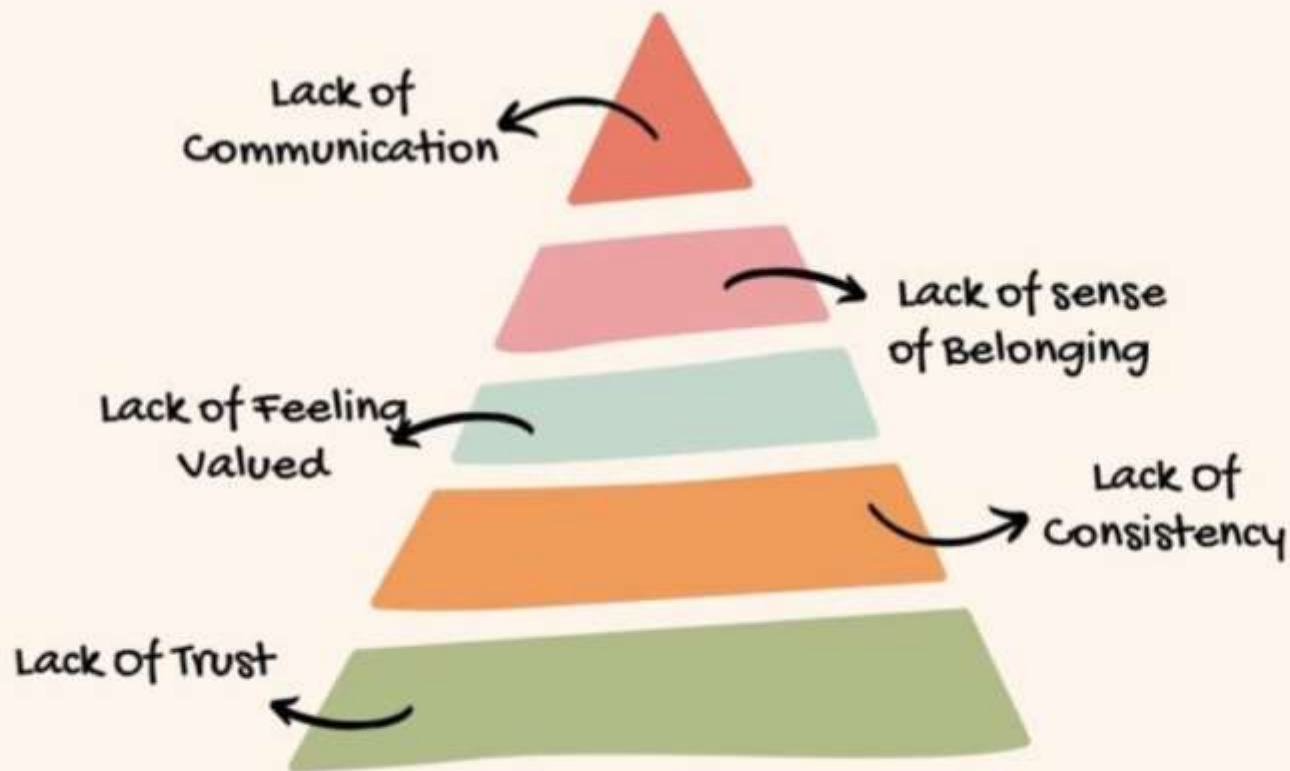 Lack of
Communication
Lack of sense
of Belonging
Lack of Feeling
Valued
Lack Of
Consistency
Lack Of Trust